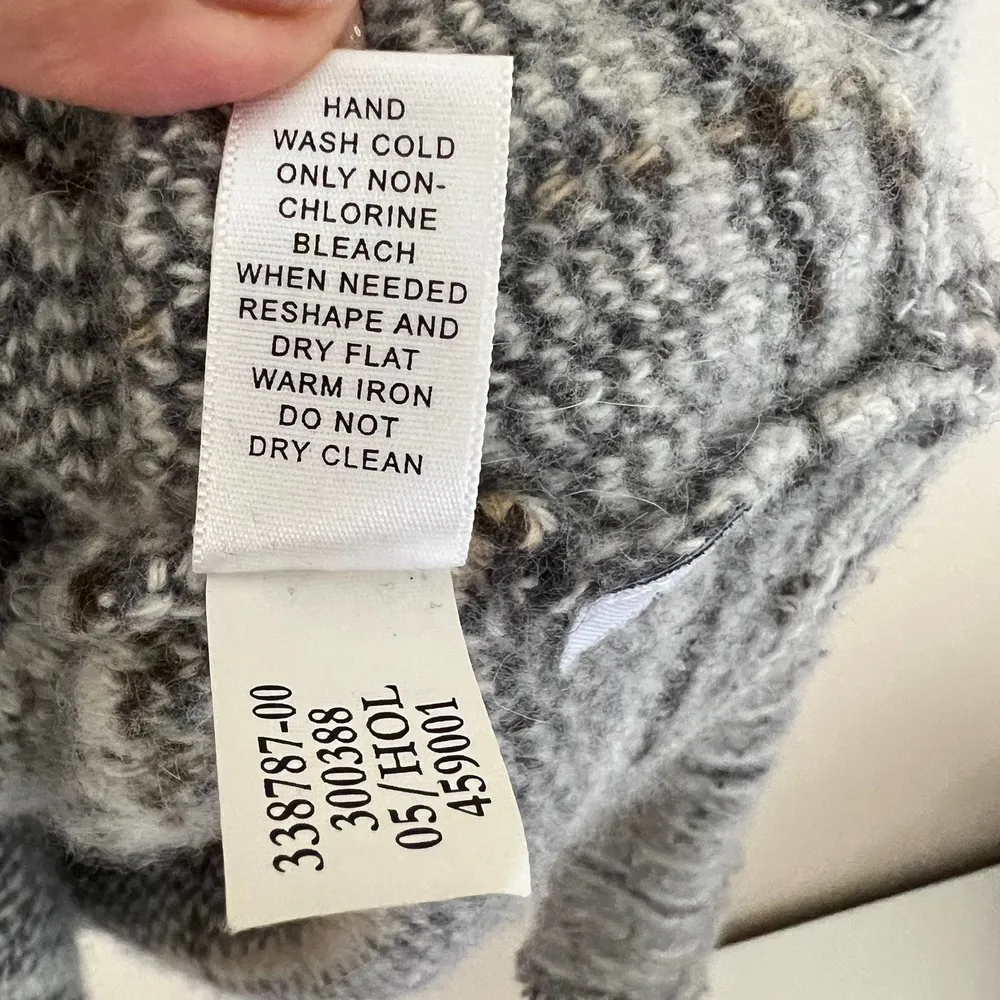 HAND
WASH COLD
ONLY NON-
CHLORINE
BLEACH
WHEN NEEDED
RESHAPE AND
DRY FLAT
WARM IRON
DO NOT
DRY CLEAN
338787-00
300388
05/HOL
459001